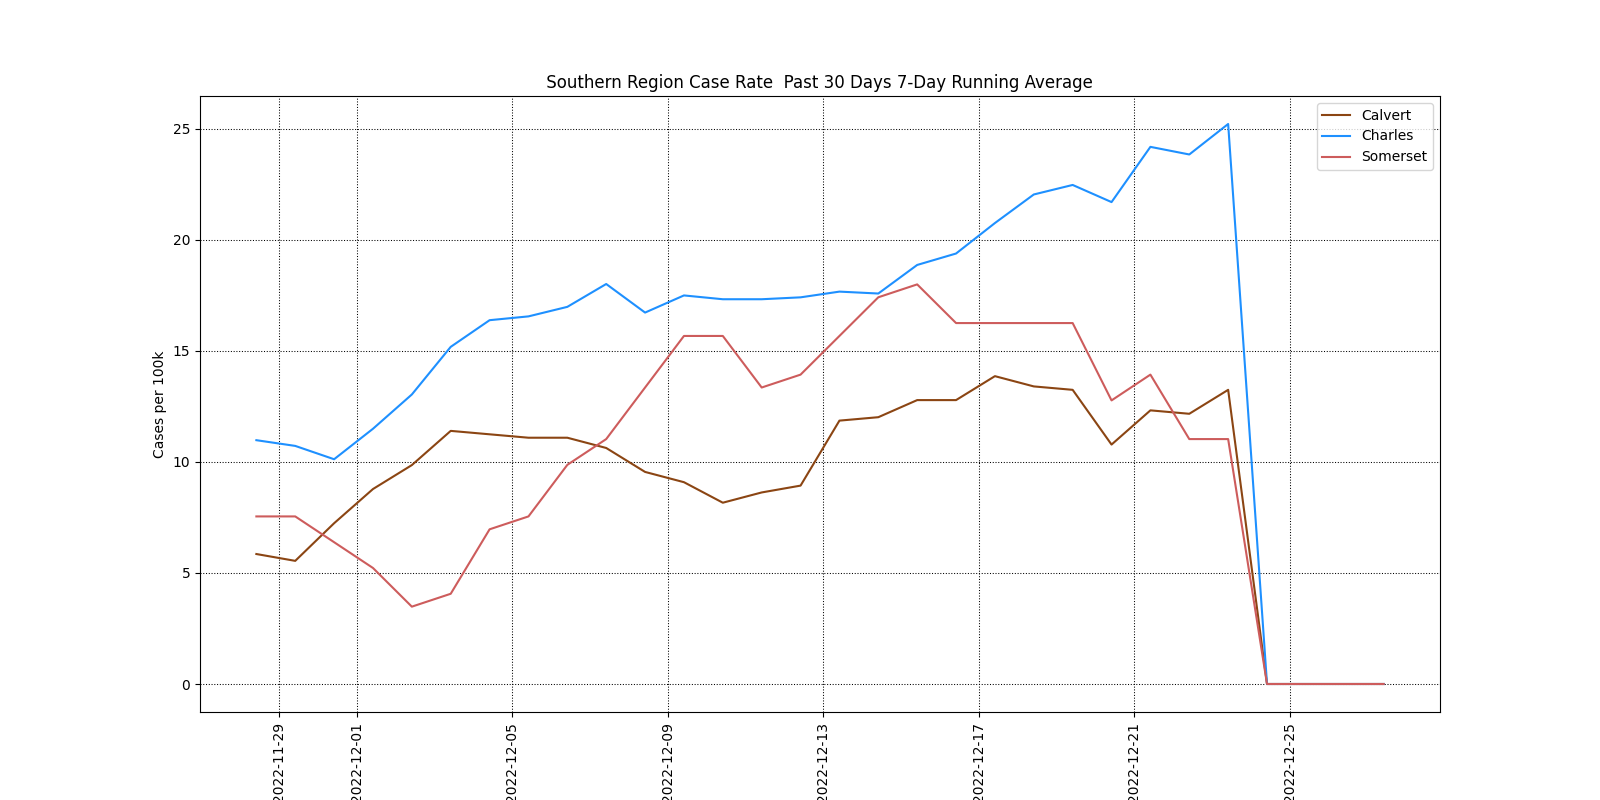 Southern Region Case Rate  Past 30 Days 7-Day Running Average
Calvert
Charles
Somerset
Cases per 100k
25
20
15
10
5
0
2022-11-29
2022-12-01
2022-12-05
2022-12-09
2022-12-13
2022-12-17
2022-12-21
2022-12-25